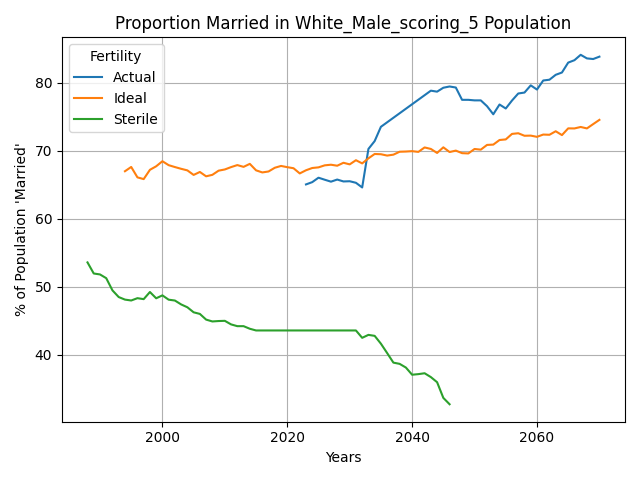 Proportion Married in White_Male_scoring_5 Population
Fertility
Actual
Ideal
Sterile
% of Population 'Married'
80
70
60
50
40
2000
2020
2040
2060
Years